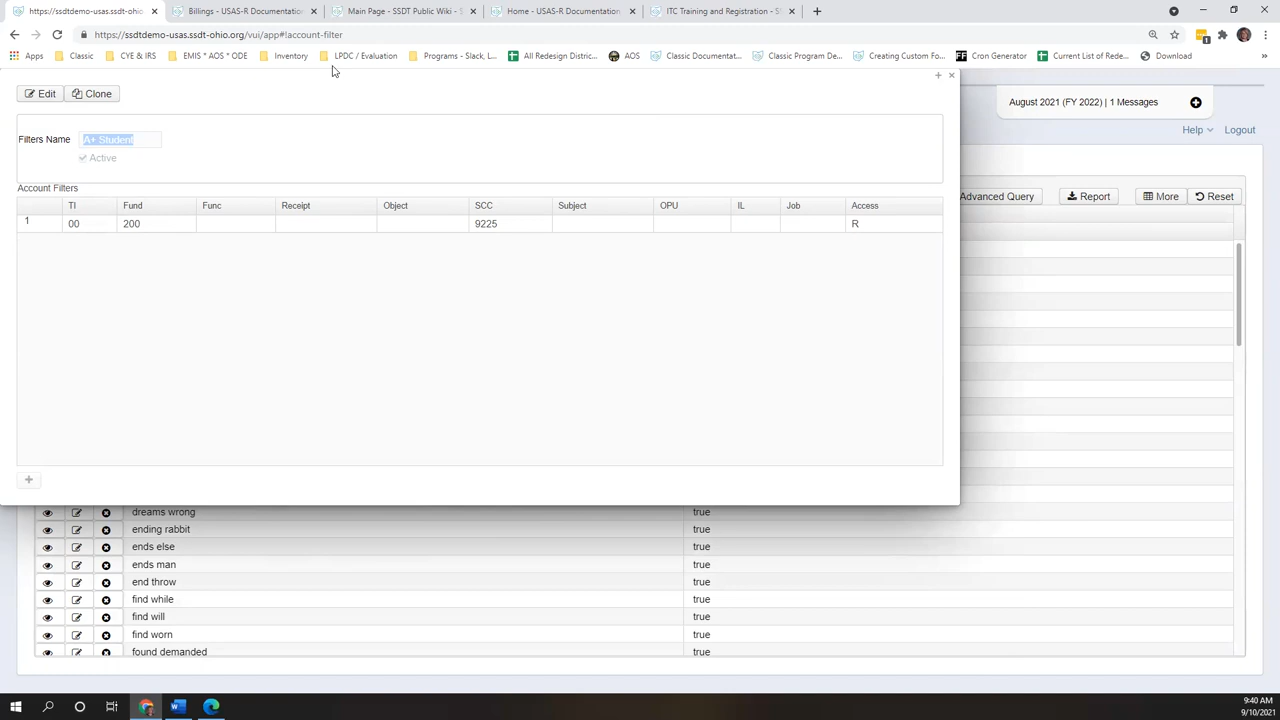 https://ssdtdemo-usas.ssdt-ohio.org/ Billings - USAS-R Documentation Main Page - SSDT Public Wiki - S Home - USAS-R Documentation ITC Training and Registration - S
https://ssdtdemo-usas.ssdt-ohio.org/vui/app#!account-filter
Apps Classic CYE & IRS EMIS * AOS * ODE Inventory LPDC / Evaluation Programs - Slack, L... All Redesign District... AOS Classic Documentat... Classic Program De... Creating Custom Fo... Cron Generator Current List of Rede... Download »
Edit Clone
August 2021 (FY 2022) | 1 Messages
Help Logout
Filters Name A+ Student
Active
Account Filters
Advanced Query Report More Reset
TI Fund Func Receipt Object SCC Subject OPU IL Job Access
1 00 200 9225 R
dreams wrong true
ending rabbit true
ends else true
ends man true
end throw true
find while true
find will true
find worn true
found demanded true
9:40 AM
9/10/2021